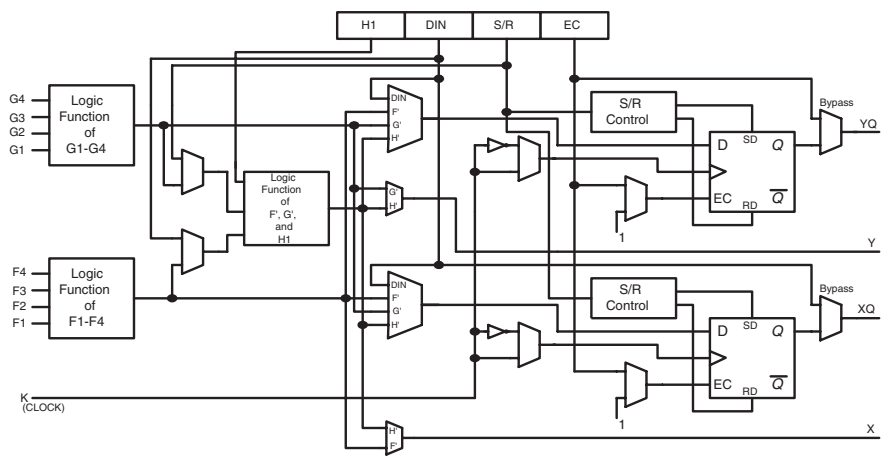 H1 DIN S/R EC
G4
G3
G2
G1
Logic
Function
of
G1-G4
DIN
F'
G'
H'
S/R
Control
Bypass
YQ
D
SD
Q
EC
RD
Q
1
Logic
Function
of
F', G',
and
H1
G'
H'
Y
F4
F3
F2
F1
Logic
Function
of
F1-F4
DIN
F'
G'
H'
S/R
Control
Bypass
XQ
D
SD
Q
EC
RD
Q
1
K
(CLOCK)
H'
F'
X